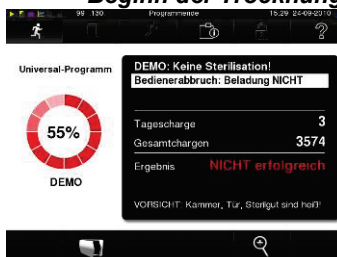 Beginn der Trocknung
99 130 Programmende 15:29 24-09-2010
Universal-Programm
DEMO: Keine Sterilisation!
Bedienerabbruch: Beladung NICHT
55%
DEMO
Tagescharge 3
Gesamtchargen 3574
Ergebnis NICHT erfolgreich
VORSICHT: Kammer, Tür, Sterilgut sind heiß!